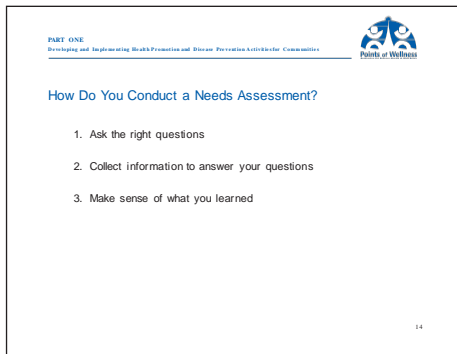 PART ONE
Developing and Implementing Health Promotion and Disease Prevention Activities for Communities
Points of Wellness
How Do You Conduct a Needs Assessment?
1. Ask the right questions
2. Collect information to answer your questions
3. Make sense of what you learned
14